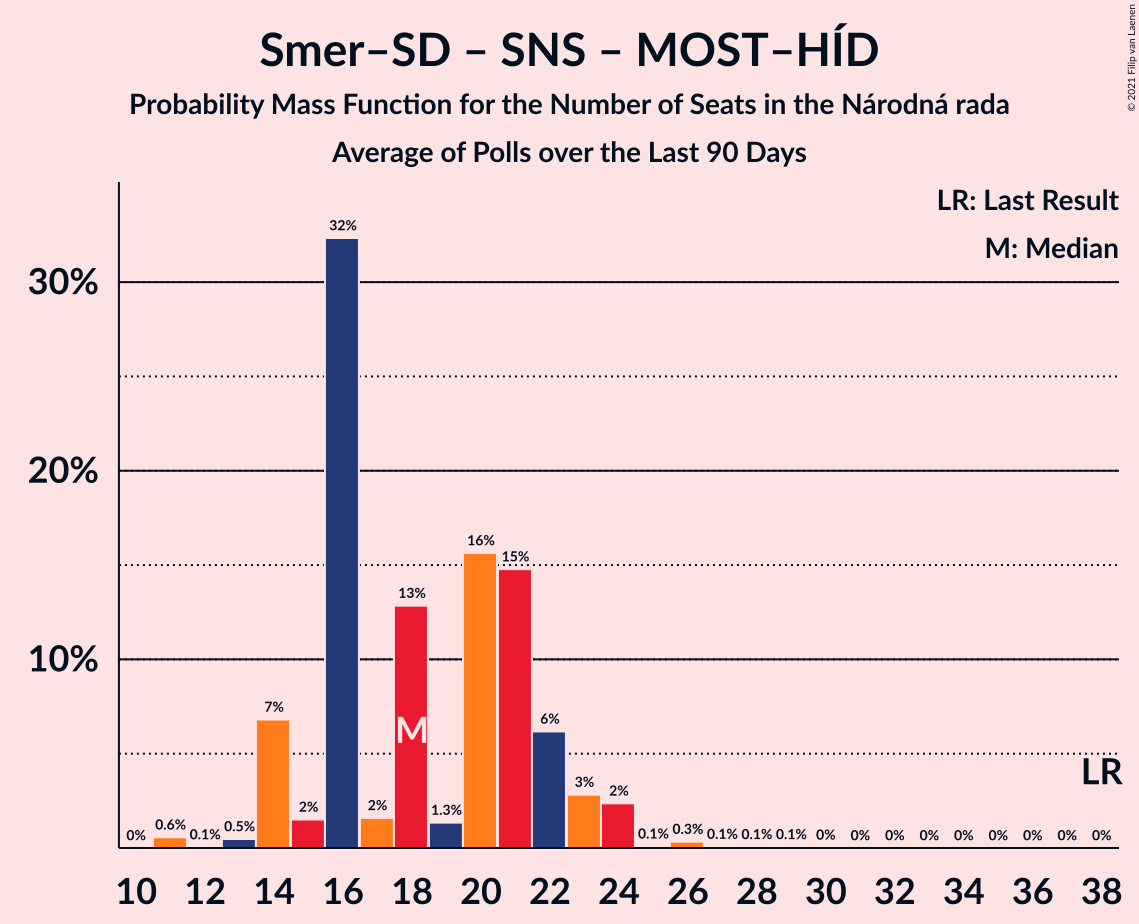 Smer–SD – SNS – MOST–HÍD
Probability Mass Function for the Number of Seats in the Národná rada
Average of Polls over the Last 90 Days
© 2021 Filip van Laenen
LR: Last Result
M: Median
30%
20%
10%
0% 0.6% 0.1% 0.5% 7% 2% 32% 2% 13% 1.3% 16% 15% 6% 3% 2% 0.1% 0.3% 0.1% 0.1% 0.1% 0% 0% 0% 0% 0% 0% 0% 0% 0%
M
LR
10 12 14 16 18 20 22 24 26 28 30 32 34 36 38